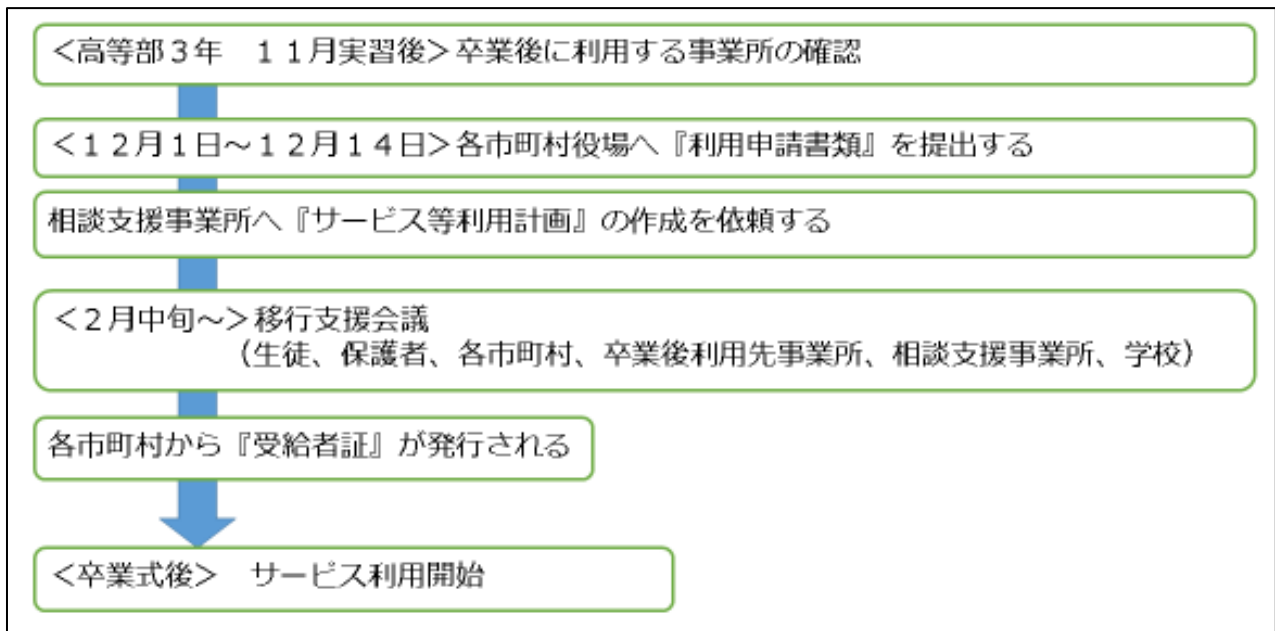 ＜高等部３年　１１月実習後＞卒業後に利用する事業所の確認
＜１２月１日～１２月１４日＞各市町村役場へ『利用申請書類』を提出する
相談支援事業所へ『サービス等利用計画』の作成を依頼する
＜２月中旬～＞移行支援会議
（生徒、保護者、各市町村、卒業後利用先事業所、相談支援事業所、学校）
各市町村から『受給者証』が発行される
＜卒業式後＞　サービス利用開始